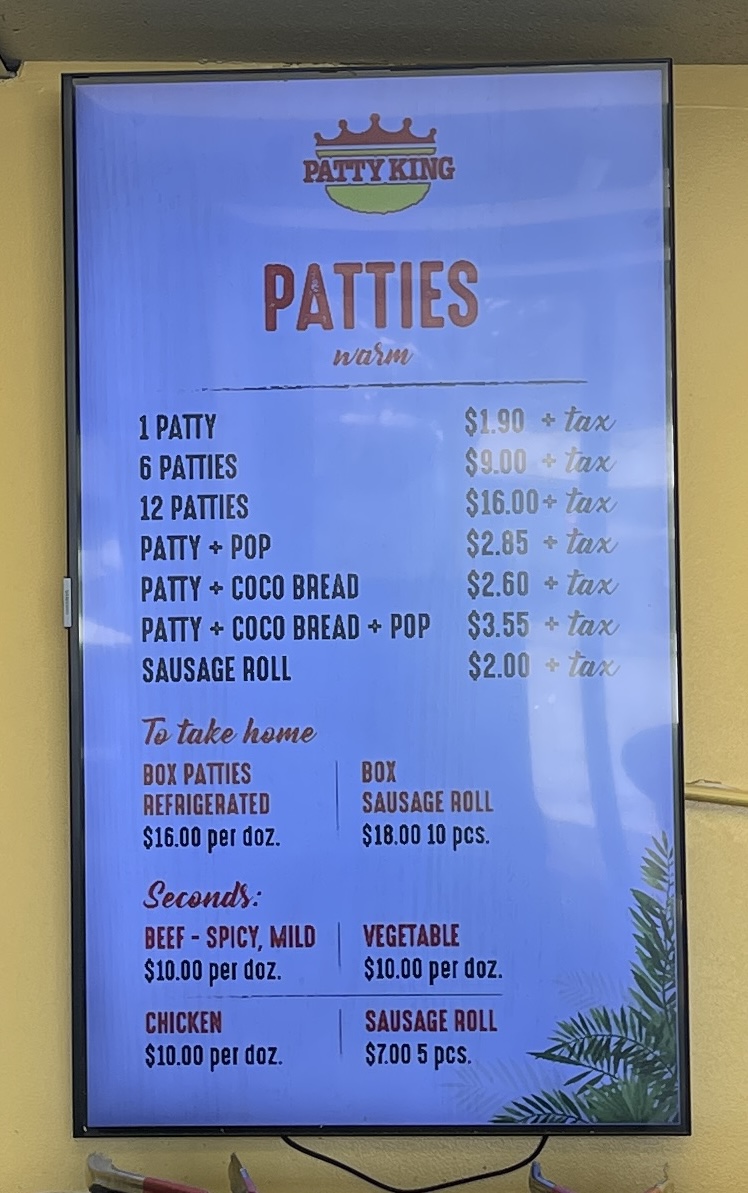 PATTY KING
PATTIES
warm
1 PATTY $1.90 + tax
6 PATTIES $9.00 + tax
12 PATTIES $16.00 + tax
PATTY + POP $2.85 + tax
PATTY + COCO BREAD $2.60 + tax
PATTY + COCO BREAD + POP $3.55 + tax
SAUSAGE ROLL $2.00 + tax
To take home
BOX PATTIES
REFRIGERATED
$16.00 per doz.
BOX
SAUSAGE ROLL
$18.00 10 pcs.
Seconds:
BEEF - SPICY, MILD
$10.00 per doz.
VEGETABLE
$10.00 per doz.
CHICKEN
$10.00 per doz.
SAUSAGE ROLL
$7.00 5 pcs.